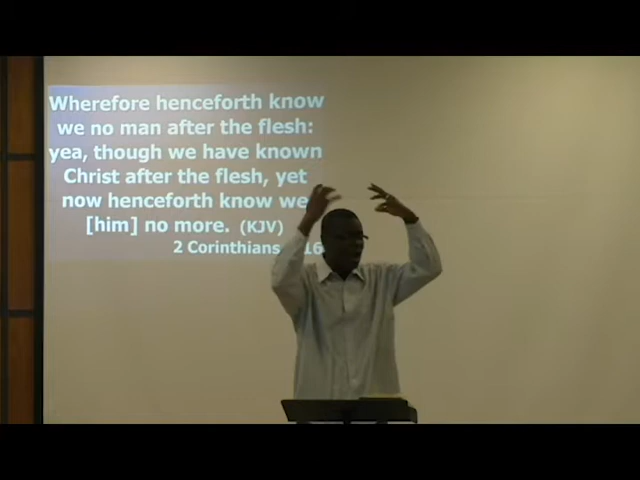 Wherefore henceforth know
we no man after the flesh:
yea, though we have known
Christ after the flesh, yet
now henceforth know we
[him] no more. (KJV)
2 Corinthians 16